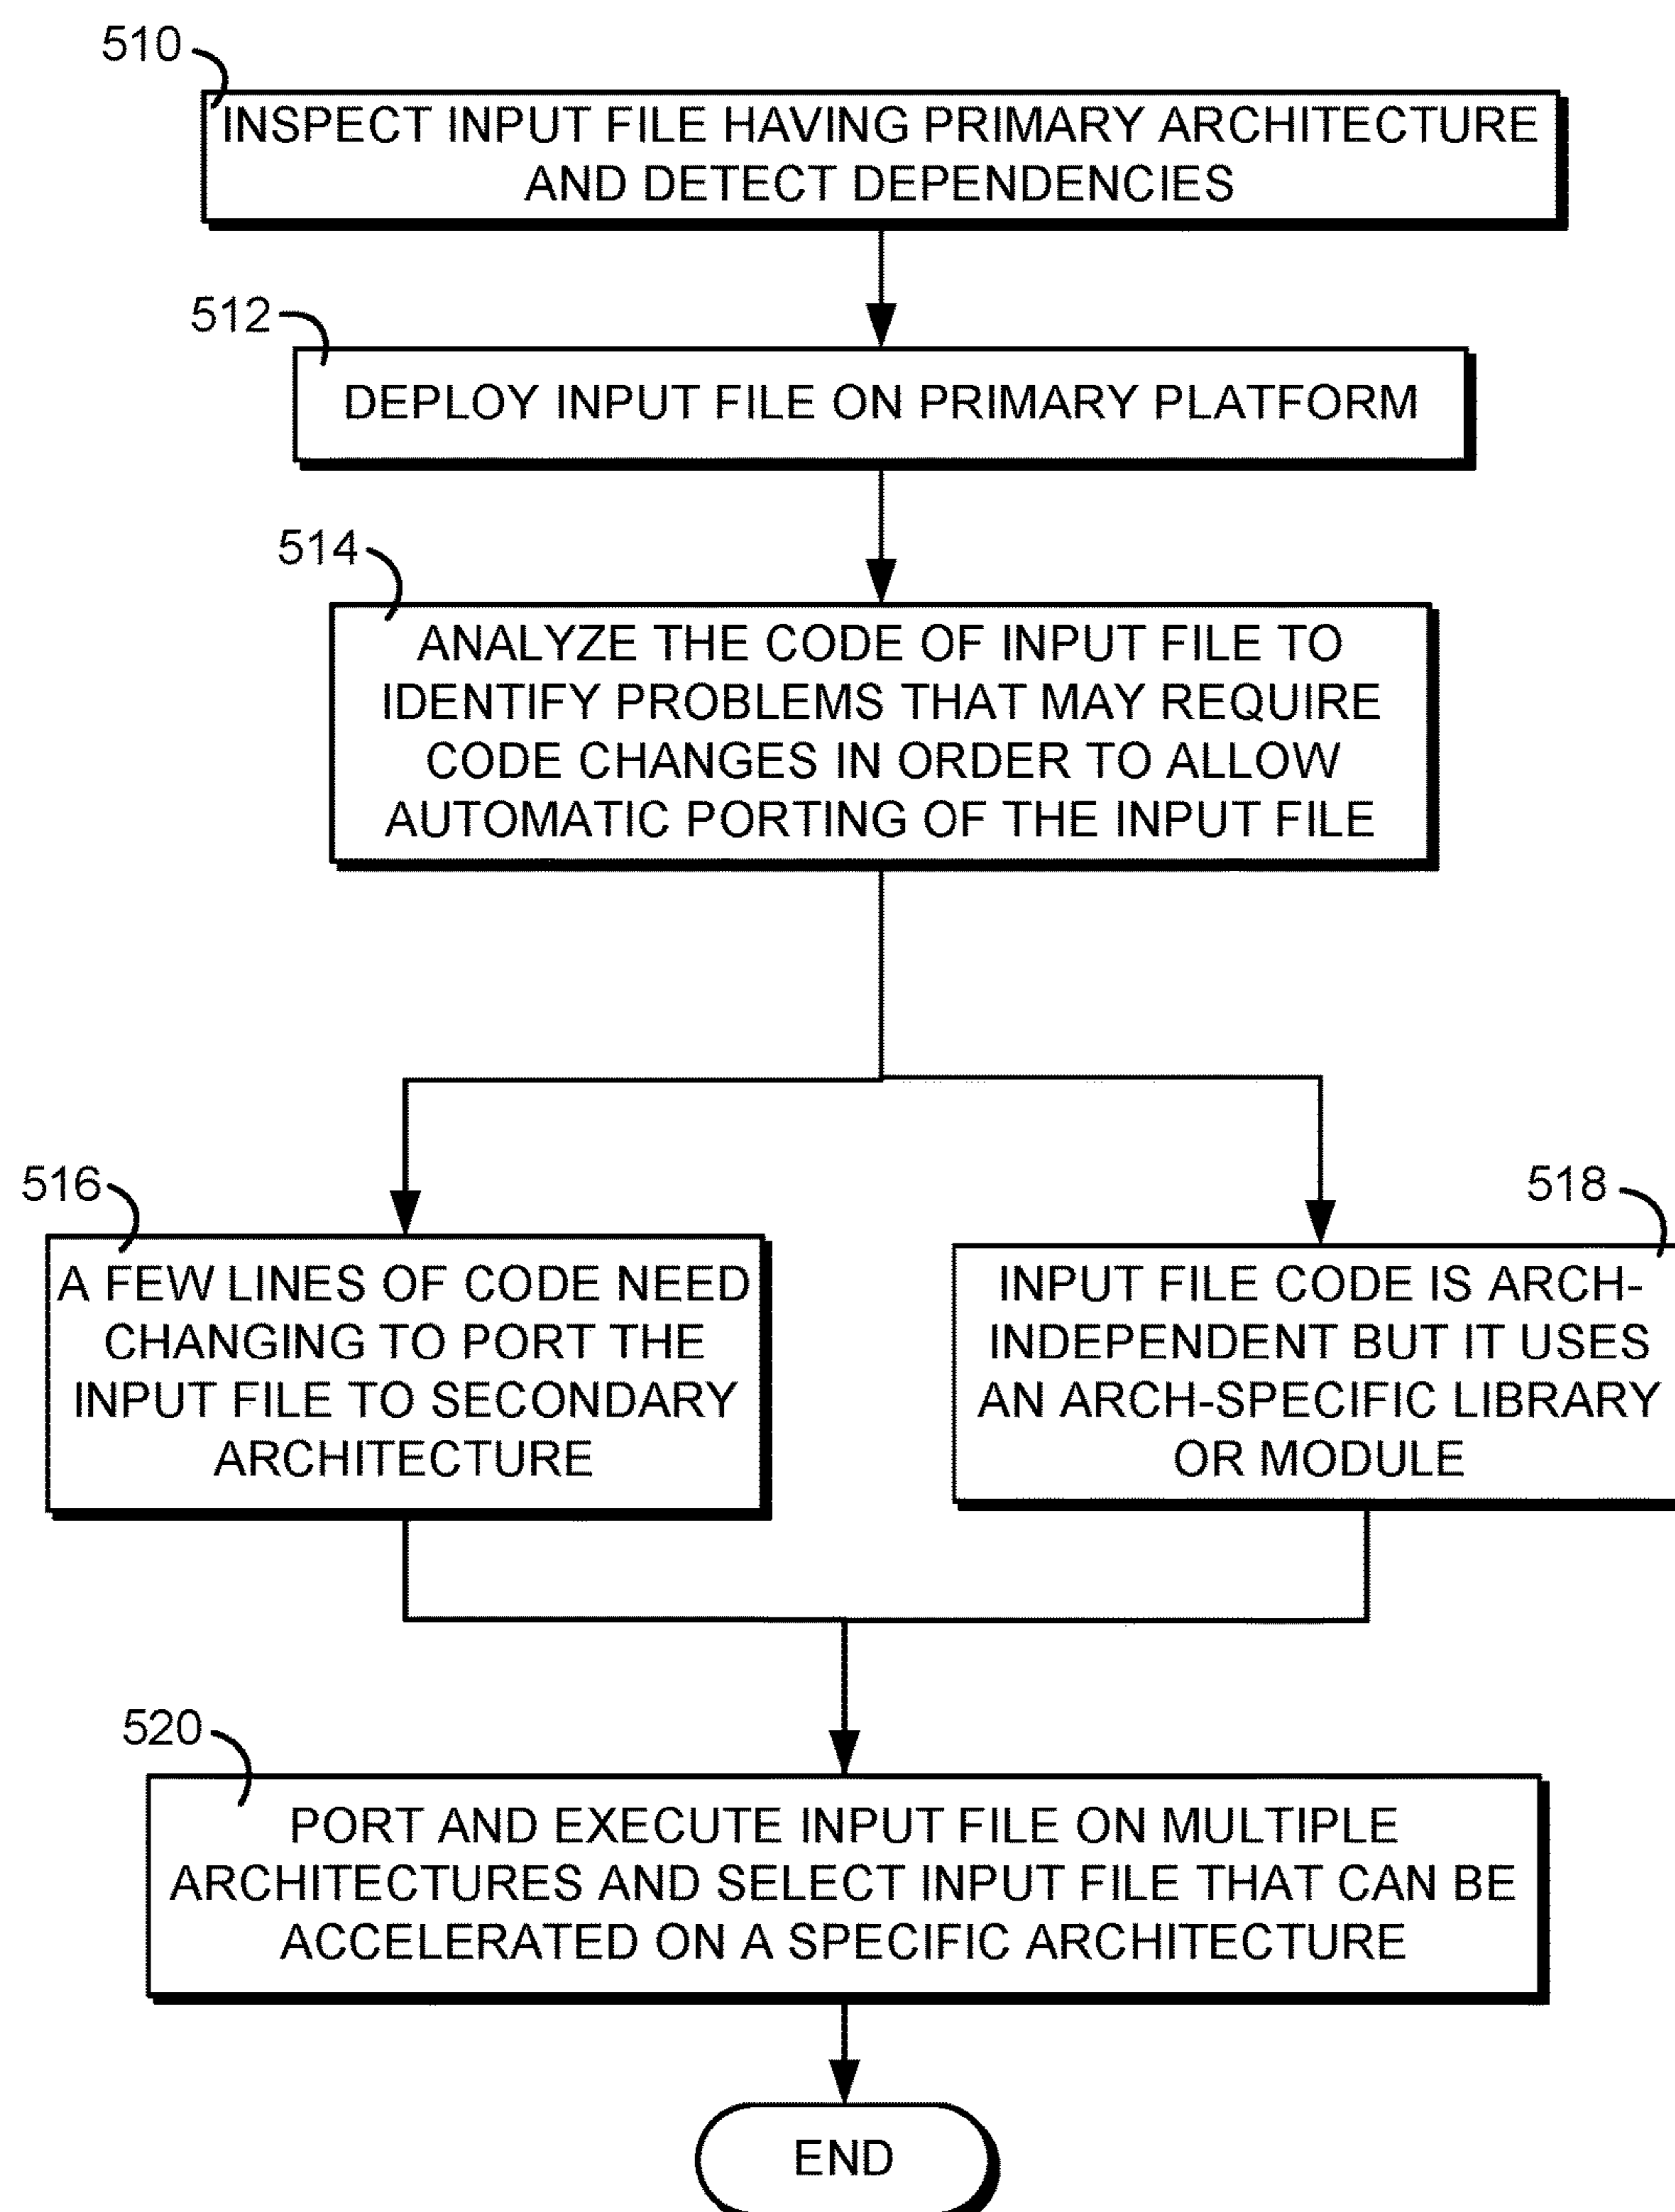 510
INSPECT INPUT FILE HAVING PRIMARY ARCHITECTURE
AND DETECT DEPENDENCIES
512
DEPLOY INPUT FILE ON PRIMARY PLATFORM
514
ANALYZE THE CODE OF INPUT FILE TO
IDENTIFY PROBLEMS THAT MAY REQUIRE
CODE CHANGES IN ORDER TO ALLOW
AUTOMATIC PORTING OF THE INPUT FILE
516
A FEW LINES OF CODE NEED
CHANGING TO PORT THE
INPUT FILE TO SECONDARY
ARCHITECTURE
518
INPUT FILE CODE IS ARCH-
INDEPENDENT BUT IT USES
AN ARCH-SPECIFIC LIBRARY
OR MODULE
520
PORT AND EXECUTE INPUT FILE ON MULTIPLE
ARCHITECTURES AND SELECT INPUT FILE THAT CAN BE
ACCELERATED ON A SPECIFIC ARCHITECTURE
END